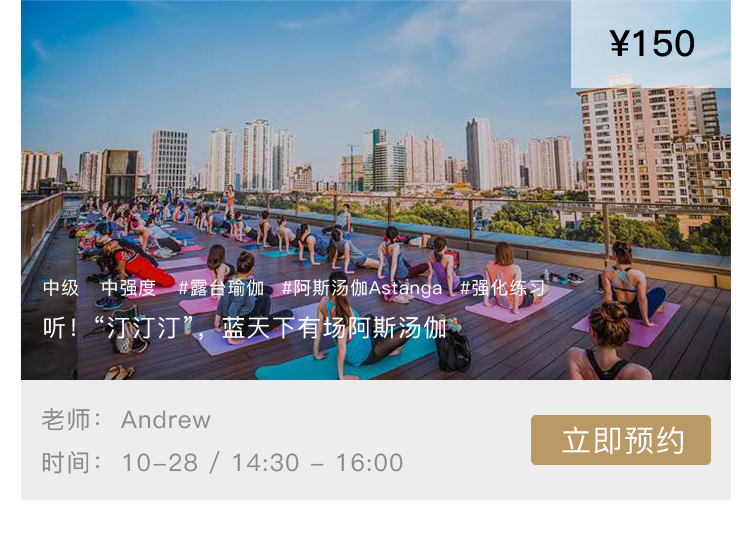 ¥150
中级 中强度 #露台瑜伽 #阿斯汤伽Astanga #强化练习
听！“汀汀汀”，蓝天下有场阿斯汤伽
老师： Andrew
时间： 10-28 / 14:30 - 16:00
立即预约